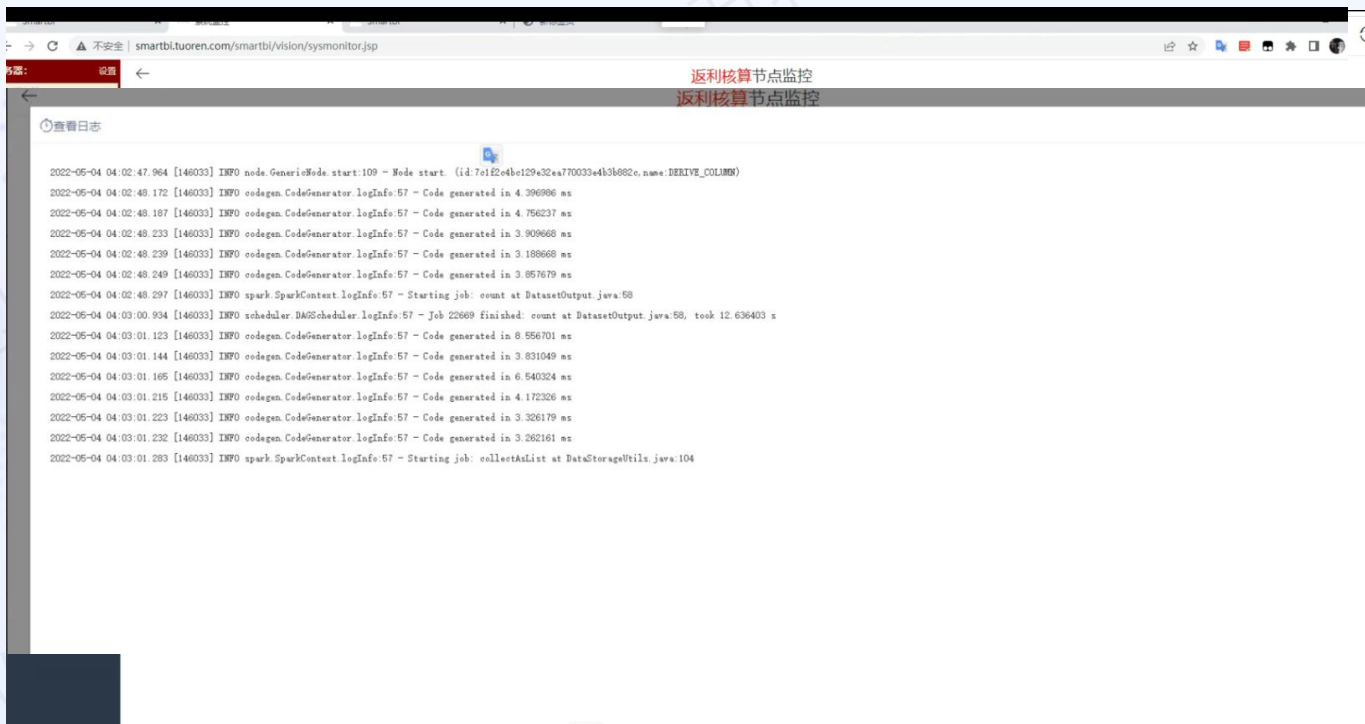 不安全 | smartbi.tuoren.com/smartbi/vision/sysmonitor.jsp
设置
返利核算节点监控
返利核算节点监控
查看日志
2022-05-04 04:02:47.964 [146033] INFO node.GenericNode.start:109 - Node start. (id:7c1f2c4bc129e32ea770033e4b3b882c,name:DERIVE_COLUMN)
2022-05-04 04:02:48.172 [146033] INFO codegen.CodeGenerator.logInfo:57 - Code generated in 4.396986 ms
2022-05-04 04:02:48.187 [146033] INFO codegen.CodeGenerator.logInfo:57 - Code generated in 4.756237 ms
2022-05-04 04:02:48.233 [146033] INFO codegen.CodeGenerator.logInfo:57 - Code generated in 3.909668 ms
2022-05-04 04:02:48.239 [146033] INFO codegen.CodeGenerator.logInfo:57 - Code generated in 3.188668 ms
2022-05-04 04:02:48.249 [146033] INFO codegen.CodeGenerator.logInfo:57 - Code generated in 3.857679 ms
2022-05-04 04:02:48.297 [146033] INFO spark.SparkContext.logInfo:57 - Starting job: count at DatasetOutput.java:58
2022-05-04 04:03:00.934 [146033] INFO scheduler.DAGScheduler.logInfo:57 - Job 22669 finished: count at DatasetOutput.java:58, took 12.636403 s
2022-05-04 04:03:01.123 [146033] INFO codegen.CodeGenerator.logInfo:57 - Code generated in 8.556701 ms
2022-05-04 04:03:01.144 [146033] INFO codegen.CodeGenerator.logInfo:57 - Code generated in 3.831049 ms
2022-05-04 04:03:01.165 [146033] INFO codegen.CodeGenerator.logInfo:57 - Code generated in 6.540324 ms
2022-05-04 04:03:01.215 [146033] INFO codegen.CodeGenerator.logInfo:57 - Code generated in 4.172326 ms
2022-05-04 04:03:01.223 [146033] INFO codegen.CodeGenerator.logInfo:57 - Code generated in 3.326179 ms
2022-05-04 04:03:01.232 [146033] INFO codegen.CodeGenerator.logInfo:57 - Code generated in 3.262161 ms
2022-05-04 04:03:01.283 [146033] INFO spark.SparkContext.logInfo:57 - Starting job: collectAsList at DataStorageUtils.java:104